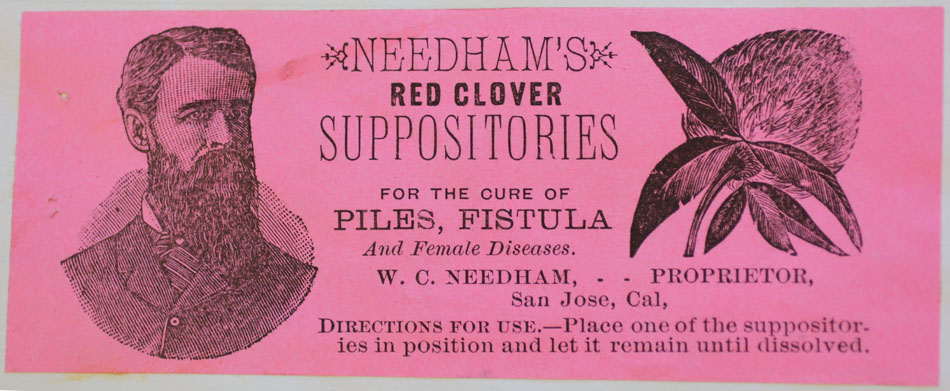 NEEDHAM'S
RED CLOVER
SUPPOSITORIES
FOR THE CURE OF
PILES, FISTULA
And Female Diseases.
W. C. NEEDHAM, - - PROPRIETOR,
San Jose, Cal,
DIRECTIONS FOR USE.—Place one of the suppositor-
ies in position and let it remain until dissolved.